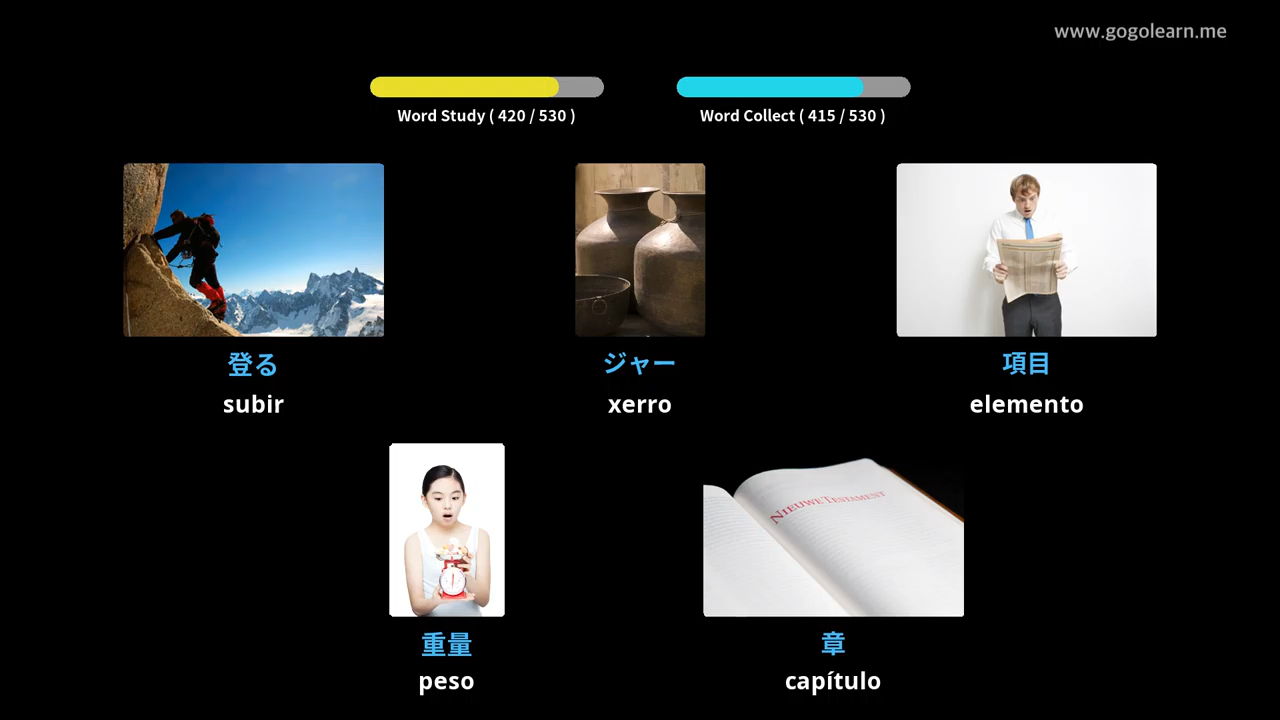 www.gogolearn.me
Word Study ( 420 / 530 )
Word Collect ( 415 / 530 )
登る
ジャー
項目
subir
xerro
elemento
NIEUWE TESTAMENT
重量
章
peso
capítulo